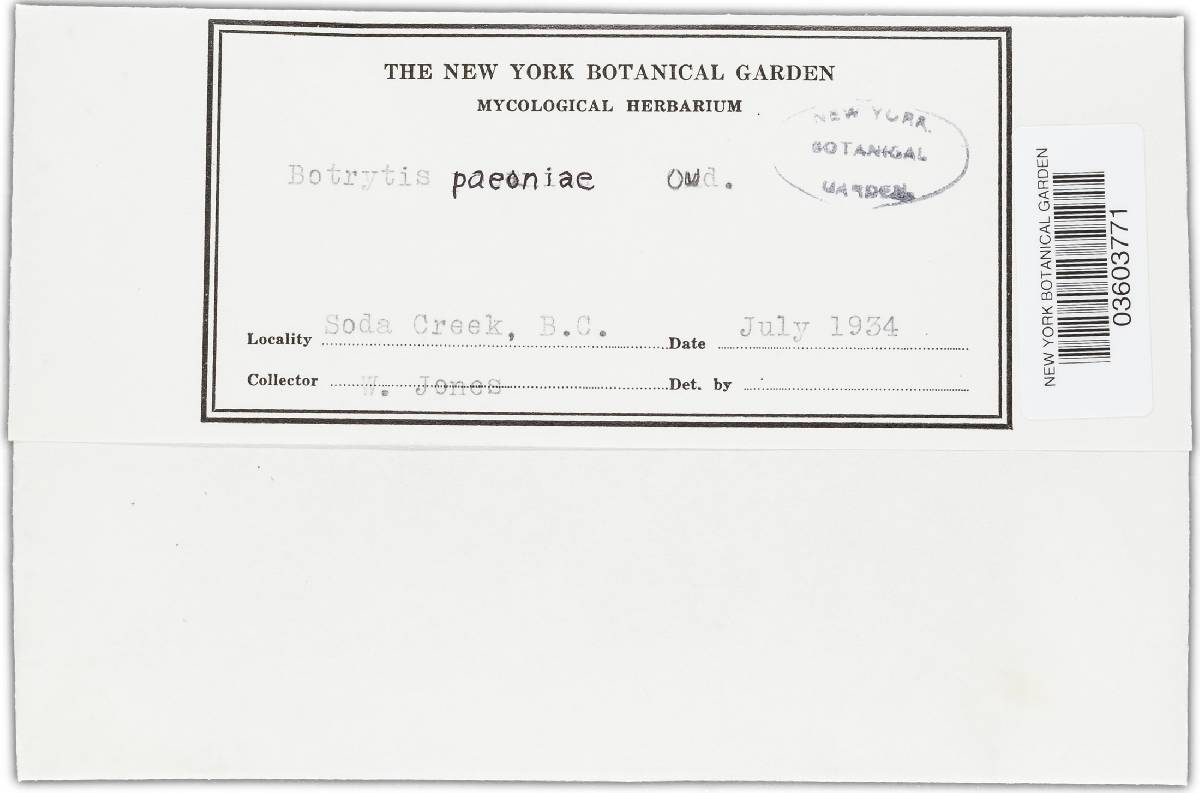 THE NEW YORK BOTANICAL GARDEN
MYCOLOGICAL HERBARIUM
NEW YORK
BOTANICAL
GARDEN
Botrytis paeoniae Oud.
Locality Soda Creek, B.C. Date July 1934
Collector W. Jones Det. by
NEW YORK BOTANICAL GARDEN
03603771